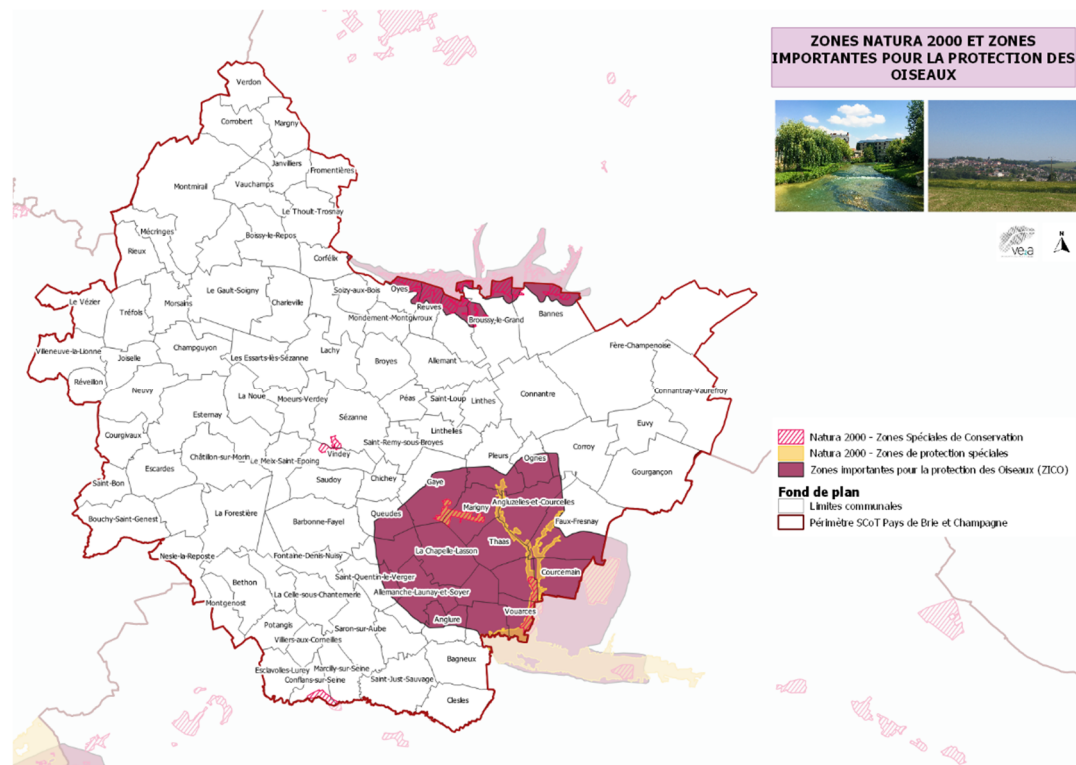 ZONES NATURA 2000 ET ZONES
IMPORTANTES POUR LA PROTECTION DES
OISEAUX
Verdon
Corrobert
Margny
Janvilliers
Fromentières
Montmirail
Vauchamps
Le Thoult-Trosnay
Mécringes
Boissy-le-Repos
Rieux
Corfélix
N
Le Gault-Soigny
Soizy-aux-Bois
Oyes
Le Vézier
Morsains
Charleville
Reuves
Tréfols
Mondement-Montgivroux
Broussy-le-Grand
Bannes
Villeneuve-la-Lionne
Joiselle
Champguyon
Les Essarts-lès-Sézanne
Lachy
Broyes
Allemant
Fère-Champenoise
Réveillon
Neuvy
La Noue
Moeurs-Verdey
Péas
Saint-Loup
Linthes
Connantre
Connantray-Vaurefroy
Esternay
Sézanne
Courgivaux
Linthelles
Euvy
Saint-Remy-sous-Broyes
Corroy
Châtillon-sur-Morin
Le Meix-Saint-Epoing
Vindey
Pleurs
Ognes
Escardes
Saudoy
Chichey
Gourgançon
Saint-Bon
Gaye
Angluzelles-et-Courcelles
Marigny
La Forestière
Queudes
Bouchy-Saint-Genest
Barbonne-Fayel
Faux-Fresnay
Thaas
Nesle-la-Reposte
Fontaine-Denis-Nuisy
La Chapelle-Lasson
Courcemain
Saint-Quentin-le-Verger
Bethon
La Celle-sous-Chantemerle
Allemanche-Launay-et-Soyer
Montgenost
Vouarces
Potangis
Saron-sur-Aube
Anglure
Villiers-aux-Corneilles
Bagneux
Esclavolles-Lurey
Marcilly-sur-Seine
Conflans-sur-Seine
Saint-Just-Sauvage
Clesles
Natura 2000 - Zones Spéciales de Conservation
Natura 2000 - Zones de protection spéciales
Zones importantes pour la protection des Oiseaux (ZICO)
Fond de plan
Limites communales
Périmètre SCoT Pays de Brie et Champagne